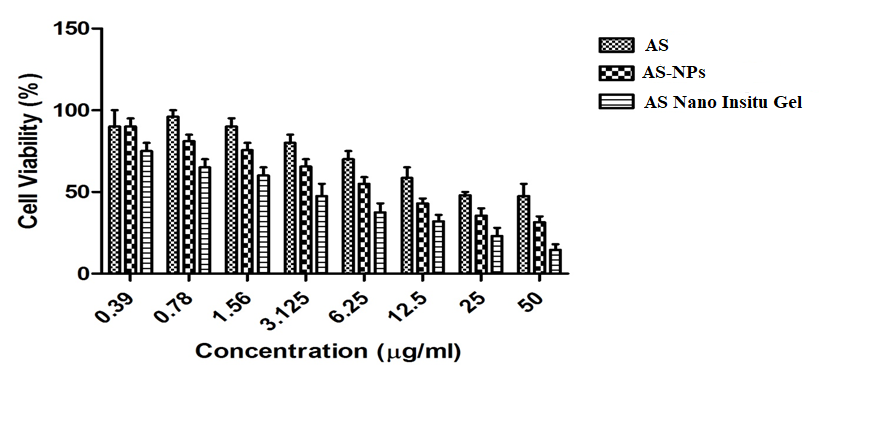 150
100
50
0
Cell Viability (%)
0.39 0.78 1.56 3.125 6.25 12.5 25 50
Concentration (μg/ml)
AS
AS-NPs
AS Nano Insitu Gel